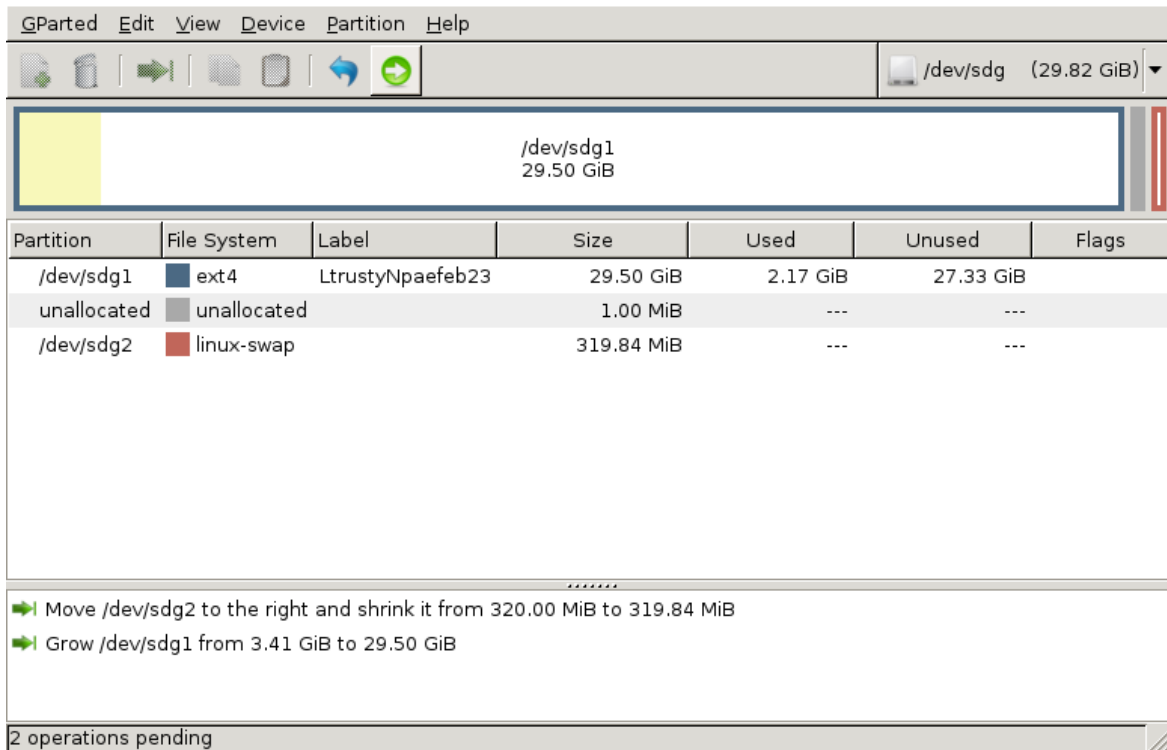 GParted Edit View Device Partition Help
/dev/sdg (29.82 GiB)
/dev/sdg1
29.50 GiB
Partition File System Label Size Used Unused Flags
/dev/sdg1 ext4 LtrustyNpaefeb23 29.50 GiB 2.17 GiB 27.33 GiB
unallocated unallocated 1.00 MiB --- ---
/dev/sdg2 linux-swap 319.84 MiB --- ---
Move /dev/sdg2 to the right and shrink it from 320.00 MiB to 319.84 MiB
Grow /dev/sdg1 from 3.41 GiB to 29.50 GiB
2 operations pending